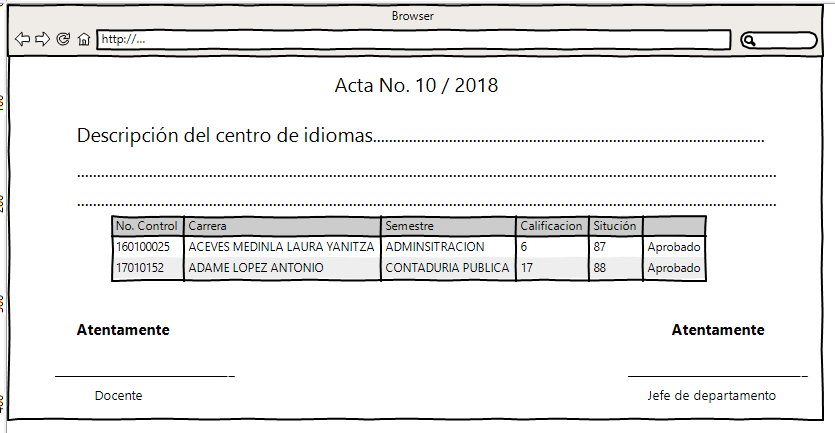 Browser
http://...
Acta No. 10 / 2018
Descripción del centro de idiomas................................................................................................
................................................................................................................................................................
................................................................................................................................................................
No. Control Carrera Semestre Calificacion Situción
160100025 ACEVES MEDINLA LAURA YANITZA ADMINSITRACION 6 87 Aprobado
17010152 ADAME LOPEZ ANTONIO CONTADURIA PUBLICA 17 88 Aprobado
Atentamente Atentamente
Docente Jefe de departamento